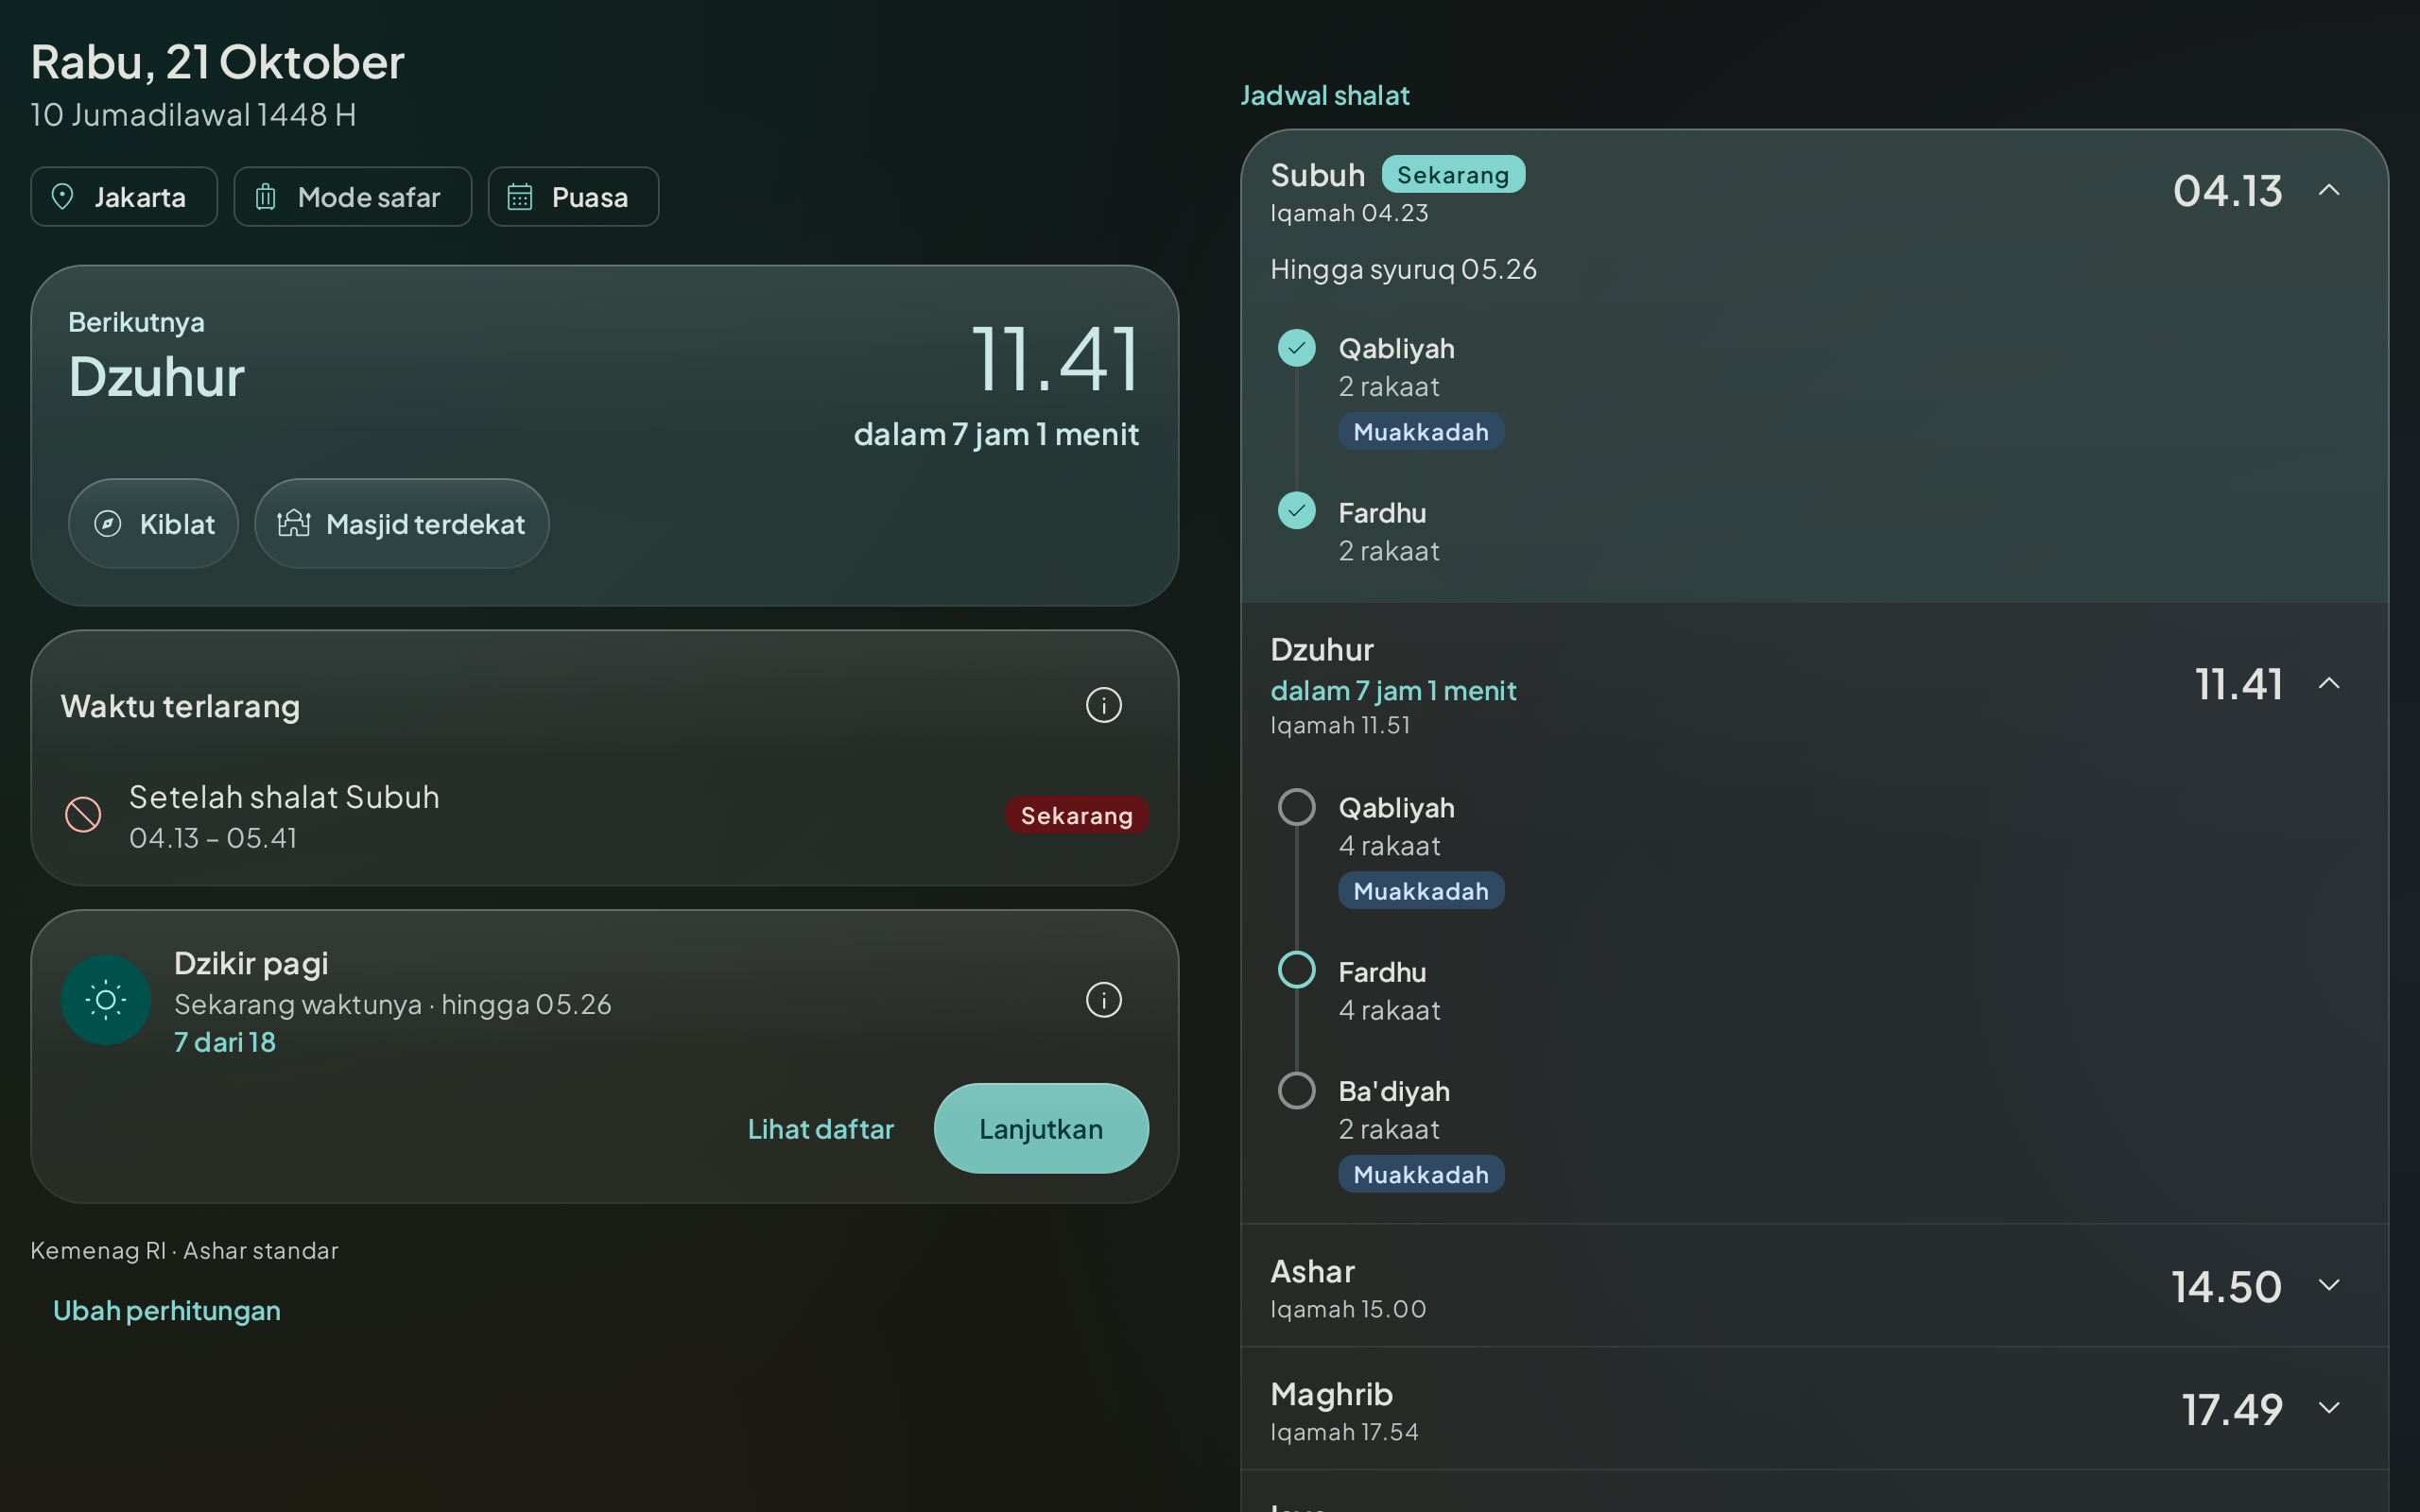 Rabu, 21 Oktober
10 Jumadilawal 1448 H
Jakarta
Mode safar
Puasa
Berikutnya
Dzuhur
11.41
dalam 7 jam 1 menit
Kiblat
Masjid terdekat
Waktu terlarang
Setelah shalat Subuh
04.13 – 05.41
Sekarang
Dzikir pagi
Sekarang waktunya · hingga 05.26
7 dari 18
Lihat daftar
Lanjutkan
Kemenag RI · Ashar standar
Ubah perhitungan
Jadwal shalat
Subuh
Sekarang
Iqamah 04.23
04.13
Hingga syuruq 05.26
Qabliyah
2 rakaat
Muakkadah
Fardhu
2 rakaat
Dzuhur
dalam 7 jam 1 menit
Iqamah 11.51
11.41
Qabliyah
4 rakaat
Muakkadah
Fardhu
4 rakaat
Ba'diyah
2 rakaat
Muakkadah
Ashar
Iqamah 15.00
14.50
Maghrib
Iqamah 17.54
17.49